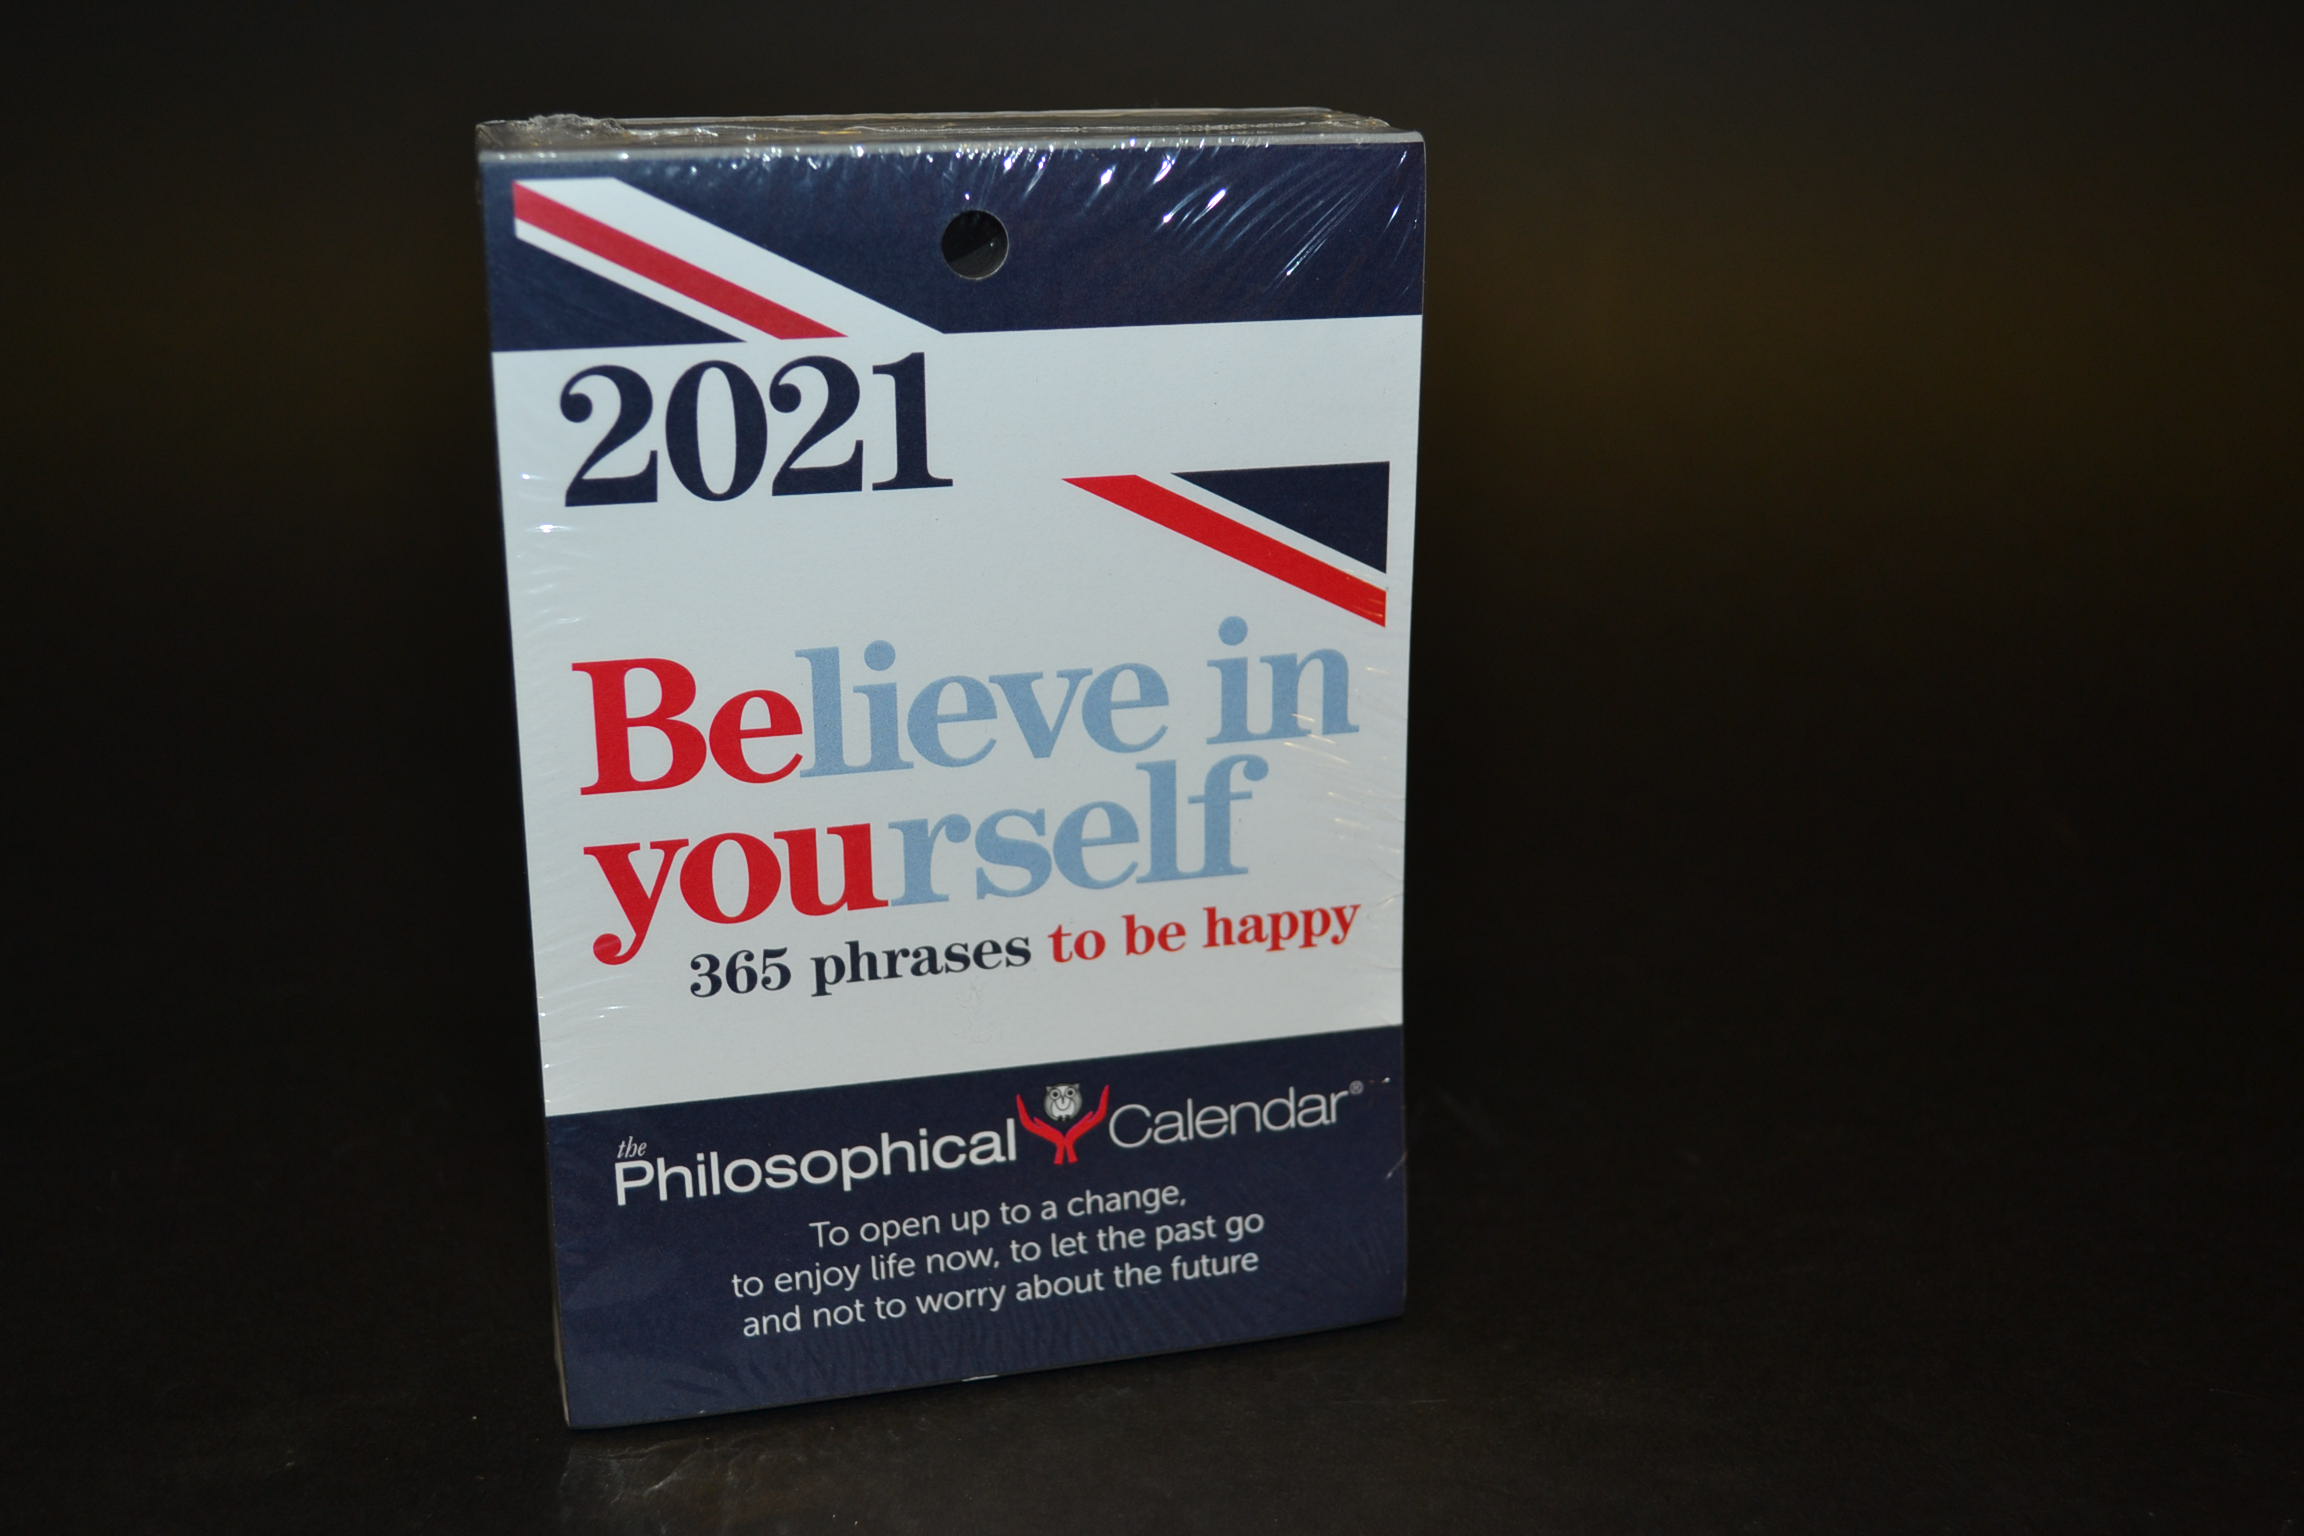 2021
Believe in
yourself
365 phrases to be happy
the
Philosophical Calendar®
To open up to a change,
to enjoy life now, to let the past go
and not to worry about the future